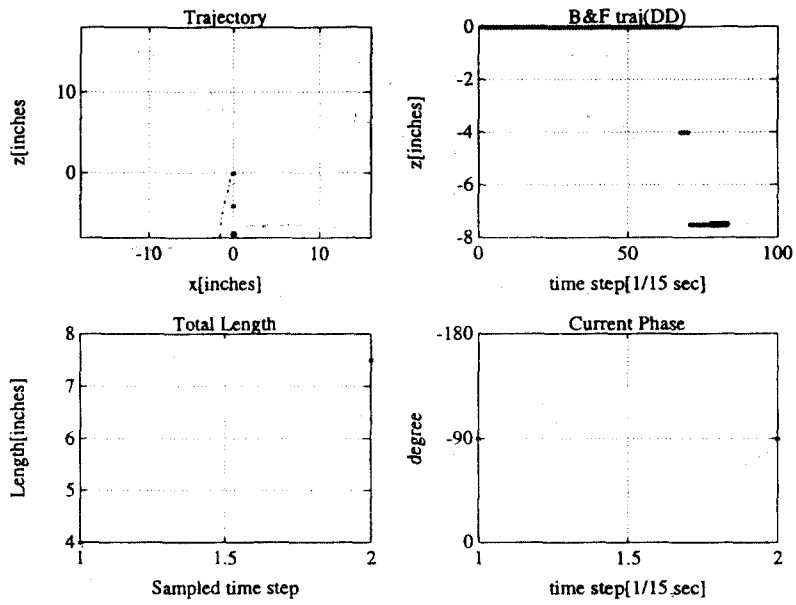 Trajectory
10
0
-10
0
10
z[inches
x[inches]
B&F traj(DD)
0
-2
-4
-6
-8
0
50
100
z[inches]
time step[1/15 sec]
Total Length
8
7
6
5
4
1
1.5
2
Length[inches]
Sampled time step
Current Phase
-180
-90
0
1
1.5
2
degree
time step[1/15 sec]